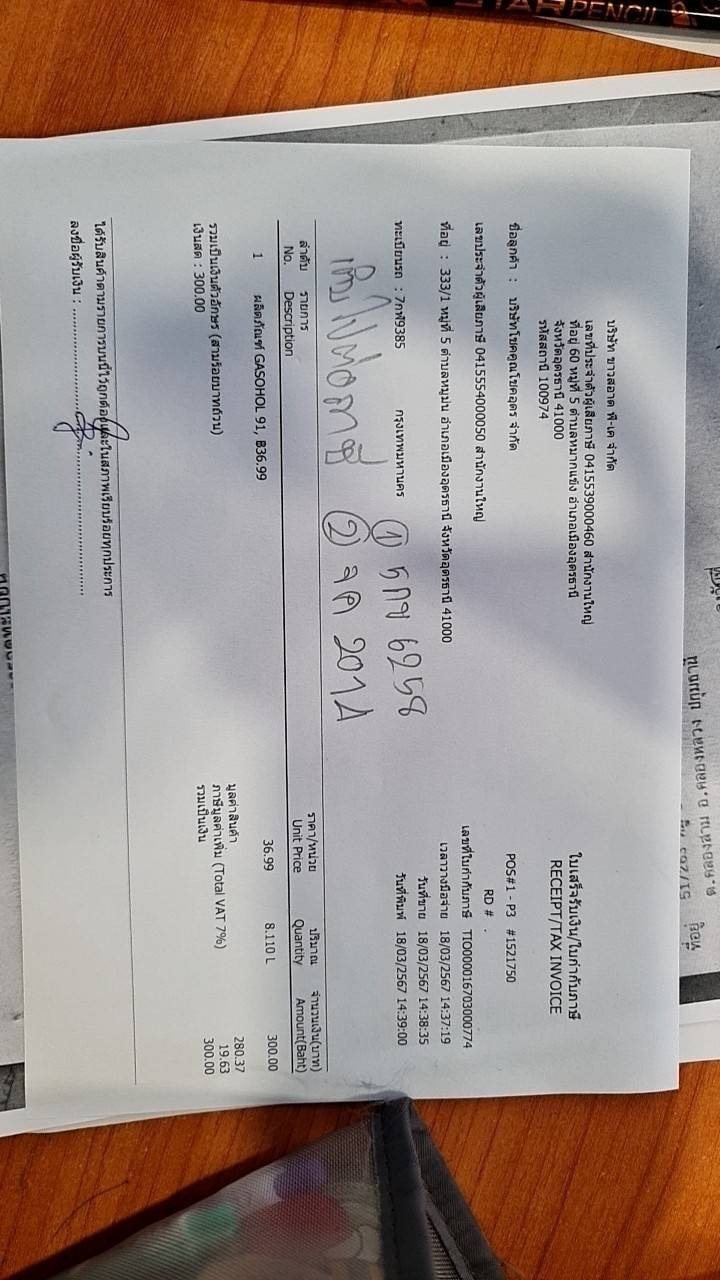 บริษัท ขาวสอาด พี-เค จำกัด
เลขที่ประจำตัวผู้เสียภาษี 0415539000460 สำนักงานใหญ่
ที่อยู่ 60 หมู่ที่ 5 ตำบลหมากแข้ง อำเภอเมืองอุดรธานี
จังหวัดอุดรธานี 41000
รหัสสถานี 100974
ใบเสร็จรับเงิน/ใบกำกับภาษี
RECEIPT/TAX INVOICE
POS#1 - P3 #1521750
RD # .
ชื่อลูกค้า : บริษัทโชคคูณโชคอุดร จำกัด
เลขประจำตัวผู้เสียภาษี 0415554000050 สำนักงานใหญ่
เลขที่ใบกำกับภาษี TTO0000016703000774
ที่อยู่ : 333/1 หมู่ที่ 5 ตำบลหมูม่น อำเภอเมืองอุดรธานี จังหวัดอุดรธานี 41000
เวลาวางมือจ่าย 18/03/2567 14:37:19
วันที่ขาย 18/03/2567 14:38:35
ทะเบียนรถ : 7กฬ9385 กรุงเทพมหานคร
วันที่พิมพ์ 18/03/2567 14:39:00
① 5กข 6258
② 2014
ลำดับ รายการ ราคา/หน่วย ปริมาณ จำนวนเงิน(บาท)
No. Description Unit Price Quantity Amount(Baht)
1 ผลิตภัณฑ์ GASOHOL 91, ฿36.99 36.99 8.110 L 300.00
มูลค่าสินค้า 280.37
รวมเป็นเงินตัวอักษร (สามร้อยบาทถ้วน) ภาษีมูลค่าเพิ่ม (Total VAT 7%) 19.63
เงินสด : 300.00 รวมเป็นเงิน 300.00
ได้รับสินค้าตามรายการบนนี้ไว้ถูกต้องและในสภาพเรียบร้อยทุกประการ
ลงชื่อผู้รับเงิน :
PENCIL